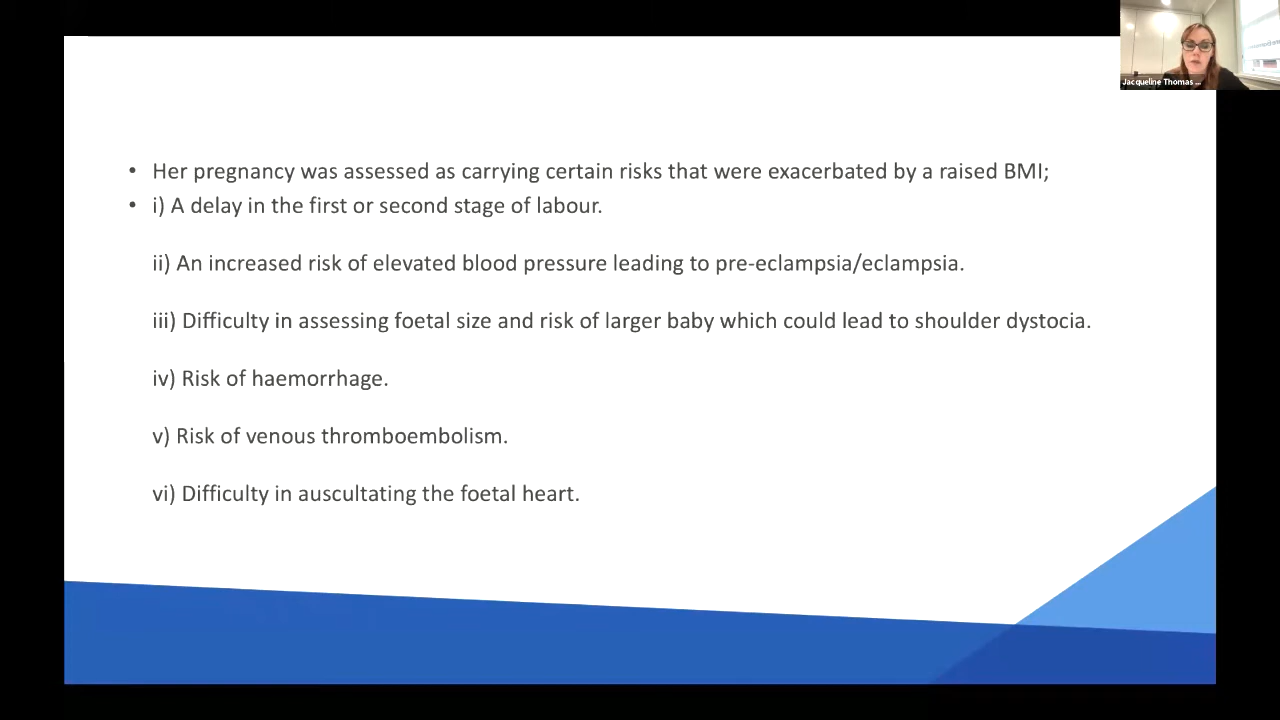 Jacqueline Thomas ...
• Her pregnancy was assessed as carrying certain risks that were exacerbated by a raised BMI;
• i) A delay in the first or second stage of labour.
ii) An increased risk of elevated blood pressure leading to pre-eclampsia/eclampsia.
iii) Difficulty in assessing foetal size and risk of larger baby which could lead to shoulder dystocia.
iv) Risk of haemorrhage.
v) Risk of venous thromboembolism.
vi) Difficulty in auscultating the foetal heart.